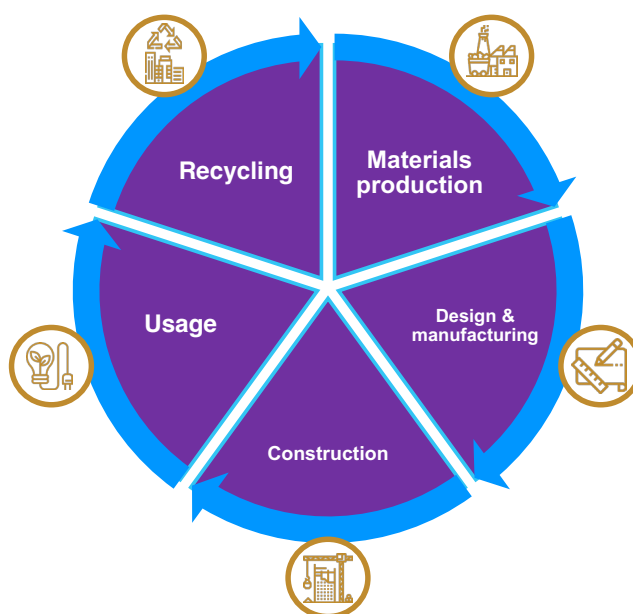 Recycling
Materials
production
Usage
Design &
manufacturing
Construction